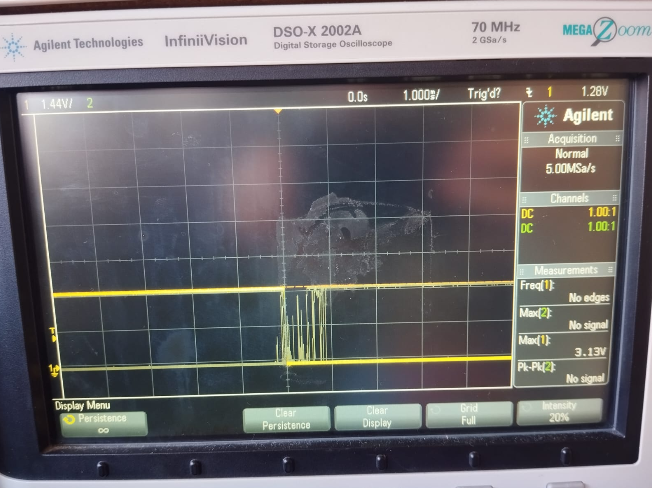 Agilent Technologies InfiniiVision DSO-X 2002A 70 MHz MEGA Zoom
Digital Storage Oscilloscope 2 GSa/s
1 1.44V/ 2 0.0s 1.000ms/ Trig'd? 1 1.28V
Agilent
Acquisition
Normal
5.00MSa/s
Channels
DC 1.00:1
DC 1.00:1
Measurements
Freq(1):
No edges
Max(2):
No signal
Max(1):
3.13V
Pk-Pk(2):
No signal
Display Menu
Persistence
∞
Clear
Persistence
Clear
Display
Grid
Full
Intensity
20%